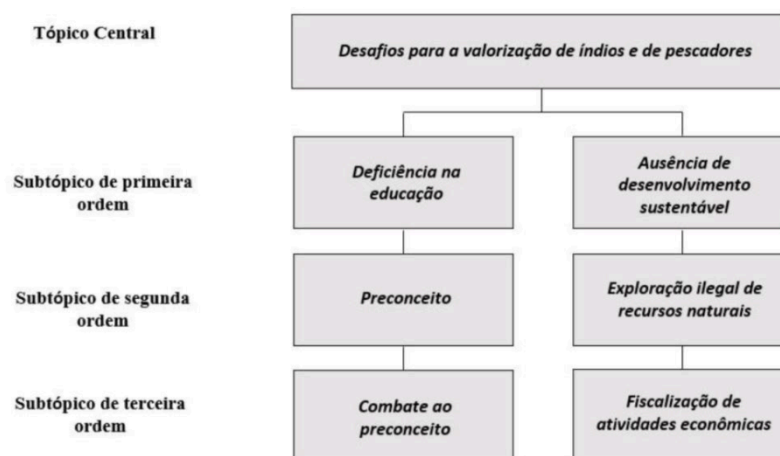 Tópico Central
Desafios para a valorização de índios e de pescadores
Subtópico de primeira
ordem
Deficiência na
educação
Ausência de
desenvolvimento
sustentável
Subtópico de segunda
ordem
Preconceito
Exploração ilegal de
recursos naturais
Subtópico de terceira
ordem
Combate ao
preconceito
Fiscalização de
atividades econômicas